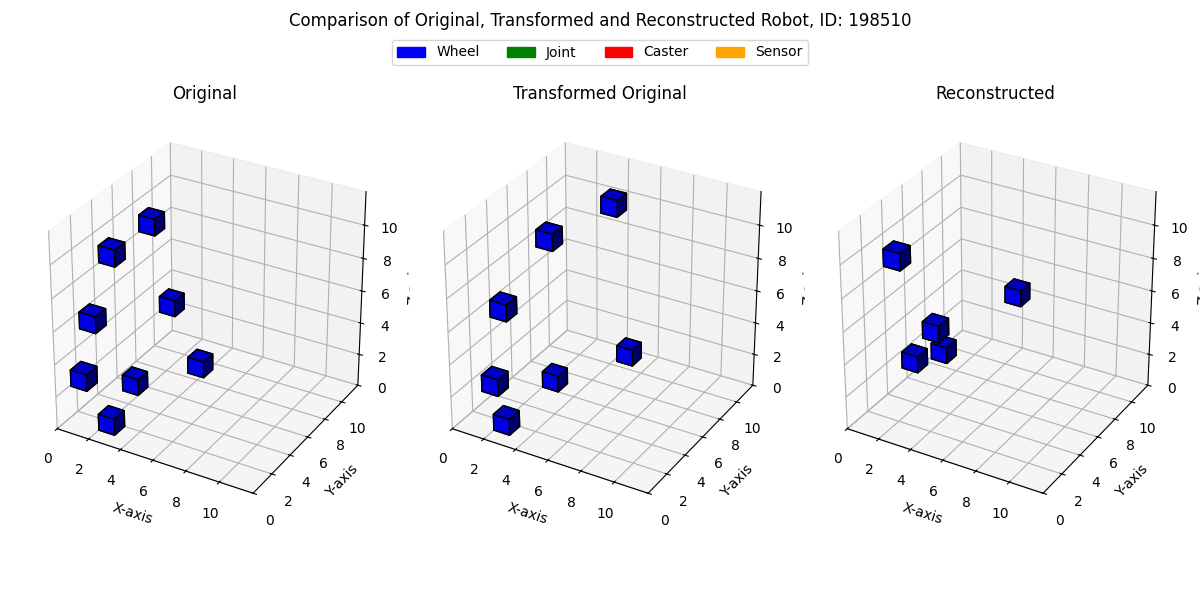 Comparison of Original, Transformed and Reconstructed Robot, ID: 198510
Wheel Joint Caster Sensor
Original
Transformed Original
Reconstructed
0 2 4 6 8 10
X-axis
0 2 4 6 8 10
Y-axis
0 2 4 6 8 10
0 2 4 6 8 10
X-axis
0 2 4 6 8 10
Y-axis
0 2 4 6 8 10
0 2 4 6 8 10
X-axis
0 2 4 6 8 10
Y-axis
0 2 4 6 8 10